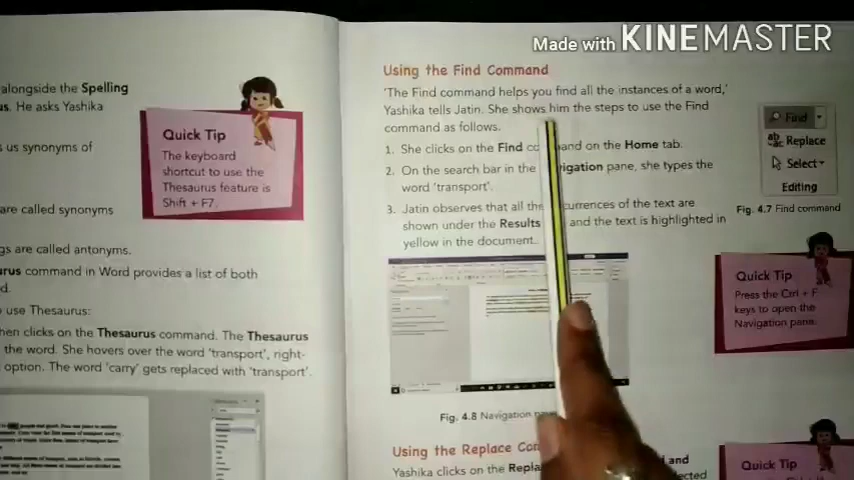 Made with KINEMASTER
alongside the Spelling
us. He asks Yashika
us synonyms of
are called synonyms
gs are called antonyms.
urus command in Word provides a list of both
d.
use Thesaurus:
hen clicks on the Thesaurus command. The Thesaurus
the word. She hovers over the word 'transport', right-
option. The word 'carry' gets replaced with 'transport'.
Quick Tip
The keyboard
shortcut to use the
Thesaurus feature is
Shift + F7.
Using the Find Command
'The Find command helps you find all the instances of a word,'
Yashika tells Jatin. She shows him the steps to use the Find
command as follows.
1. She clicks on the Find co and on the Home tab.
2. On the search bar in the vigation pane, she types the
word 'transport'.
3. Jatin observes that all the currences of the text are
shown under the Results and the text is highlighted in
yellow in the document.
Fig. 4.8 Navigation pa
Using the Replace Co
Yashika clicks on the Repla
and
ected
Find
Replace
Select
Editing
Fig. 4.7 Find command
Quick Tip
Press the Ctrl + F
keys to open the
Navigation pane.
Quick Tip